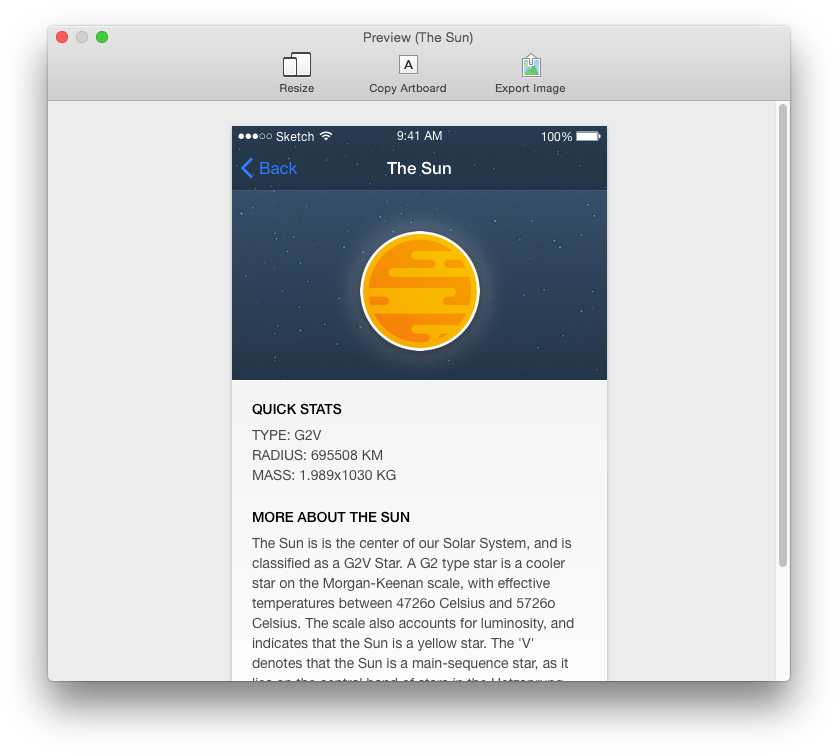 Preview (The Sun)
Resize
Copy Artboard
Export Image
Sketch
9:41 AM
100%
Back
The Sun
QUICK STATS
TYPE: G2V
RADIUS: 695508 KM
MASS: 1.989x1030 KG
MORE ABOUT THE SUN
The Sun is is the center of our Solar System, and is
classified as a G2V Star. A G2 type star is a cooler
star on the Morgan-Keenan scale, with effective
temperatures between 4726o Celsius and 5726o
Celsius. The scale also accounts for luminosity, and
indicates that the Sun is a yellow star. The 'V'
denotes that the Sun is a main-sequence star, as it